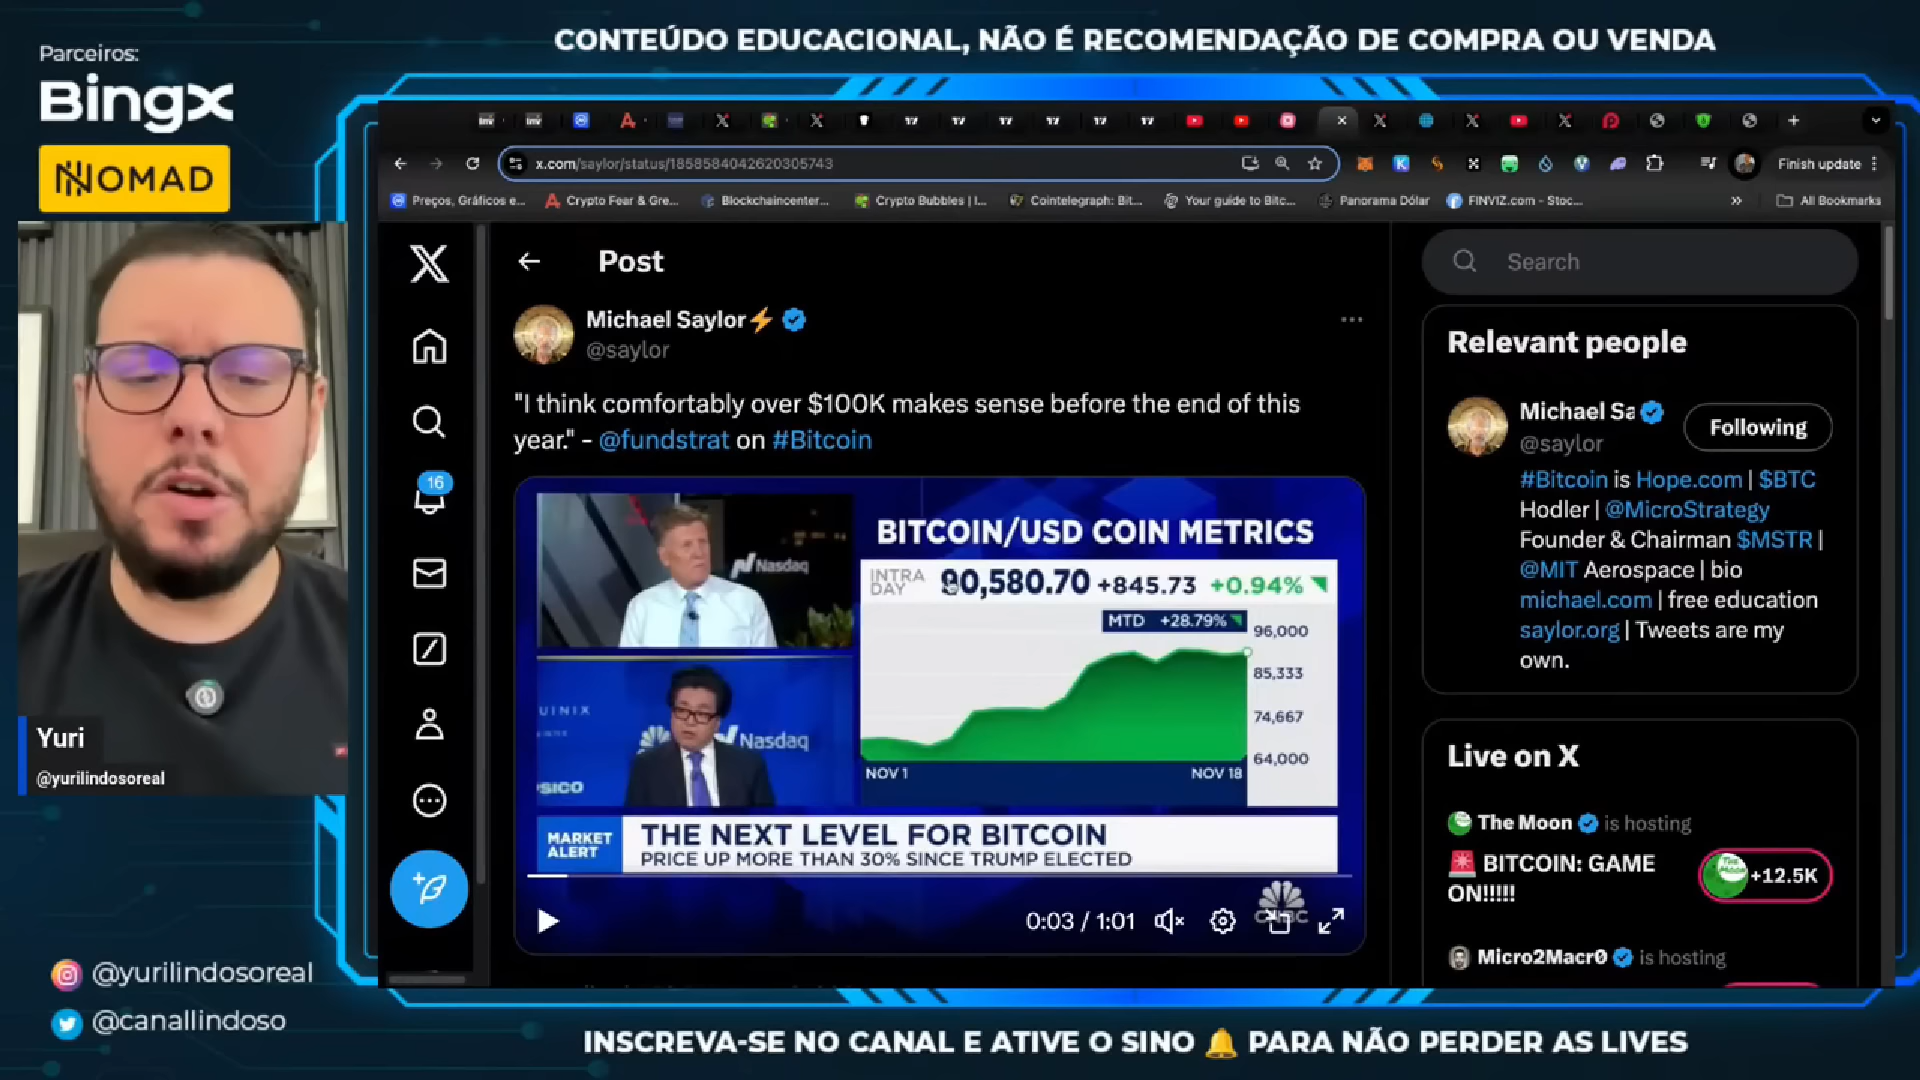 CONTEÚDO EDUCACIONAL, NÃO É RECOMENDAÇÃO DE COMPRA OU VENDA
Parceiros:
BingX
NOMAD
x.com/saylor/status/1858584042620305743
Finish update
Preços, Gráficos e...
Crypto Fear & Gre...
Blockchaincenter...
Crypto Bubbles | I...
Cointelegraph: Bit...
Your guide to Bitc...
Panorama Dólar
FINVIZ.com - Stoc...
All Bookmarks
Post
Michael Saylor⚡
@saylor
"I think comfortably over $100K makes sense before the end of this
year." - @fundstrat on #Bitcoin
16
Nasdaq
UINIX
Nasdaq
PSICO
BITCOIN/USD COIN METRICS
INTRA
DAY
90,580.70 +845.73 +0.94%
MTD +28.79%
96,000
85,333
74,667
64,000
NOV 1
NOV 18
MARKET
ALERT
THE NEXT LEVEL FOR BITCOIN
PRICE UP MORE THAN 30% SINCE TRUMP ELECTED
CNBC
0:03 / 1:01
Search
Relevant people
Michael Sa
@saylor
Following
#Bitcoin is Hope.com | $BTC
Hodler | @MicroStrategy
Founder & Chairman $MSTR |
@MIT Aerospace | bio
michael.com | free education
saylor.org | Tweets are my
own.
Live on X
The Moon is hosting
🚨 BITCOIN: GAME
ON!!!!!
+12.5K
Micro2Macr0 is hosting
Yuri
@yurilindosoreal
@yurilindosoreal
@canallindoso
INSCREVA-SE NO CANAL E ATIVE O SINO 🔔 PARA NÃO PERDER AS LIVES